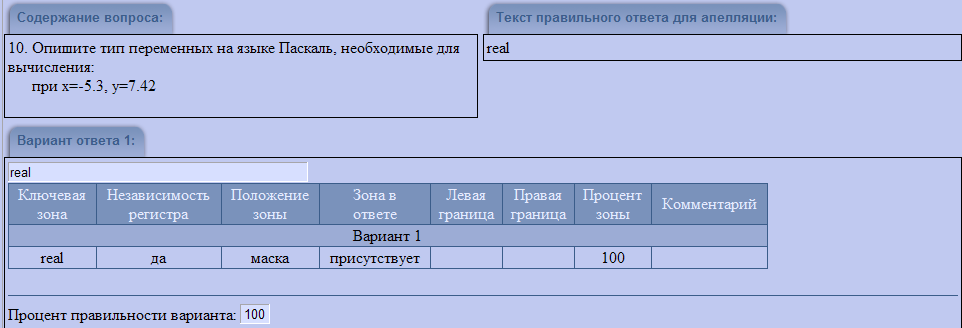 Содержание вопроса:
Текст правильного ответа для апелляции:
10. Опишите тип переменных на языке Паскаль, необходимые для
вычисления:
при x=-5.3, y=7.42
real
Вариант ответа 1:
real
Ключевая зона Независимость регистра Положение зоны Зона в ответе Левая граница Правая граница Процент зоны Комментарий
Вариант 1
real да маска присутствует 100
Процент правильности варианта: 100